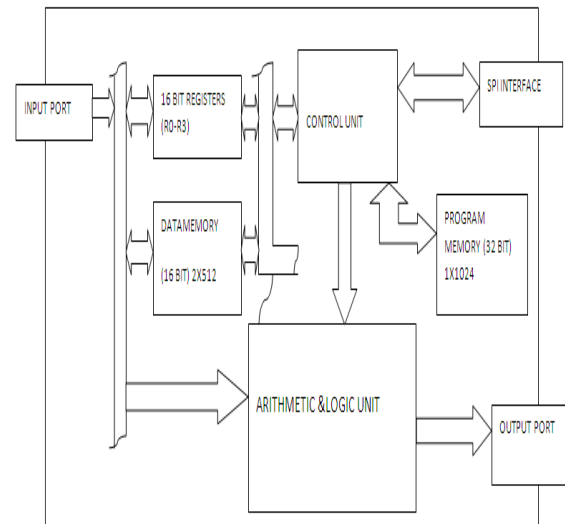 INPUT PORT
16 BIT REGISTERS
(R0-R3)
CONTROL UNIT
SPI INTERFACE
DATAMEMORY
(16 BIT) 2X512
PROGRAM
MEMORY (32 BIT)
1X1024
ARITHMETIC &LOGIC UNIT
OUTPUT PORT